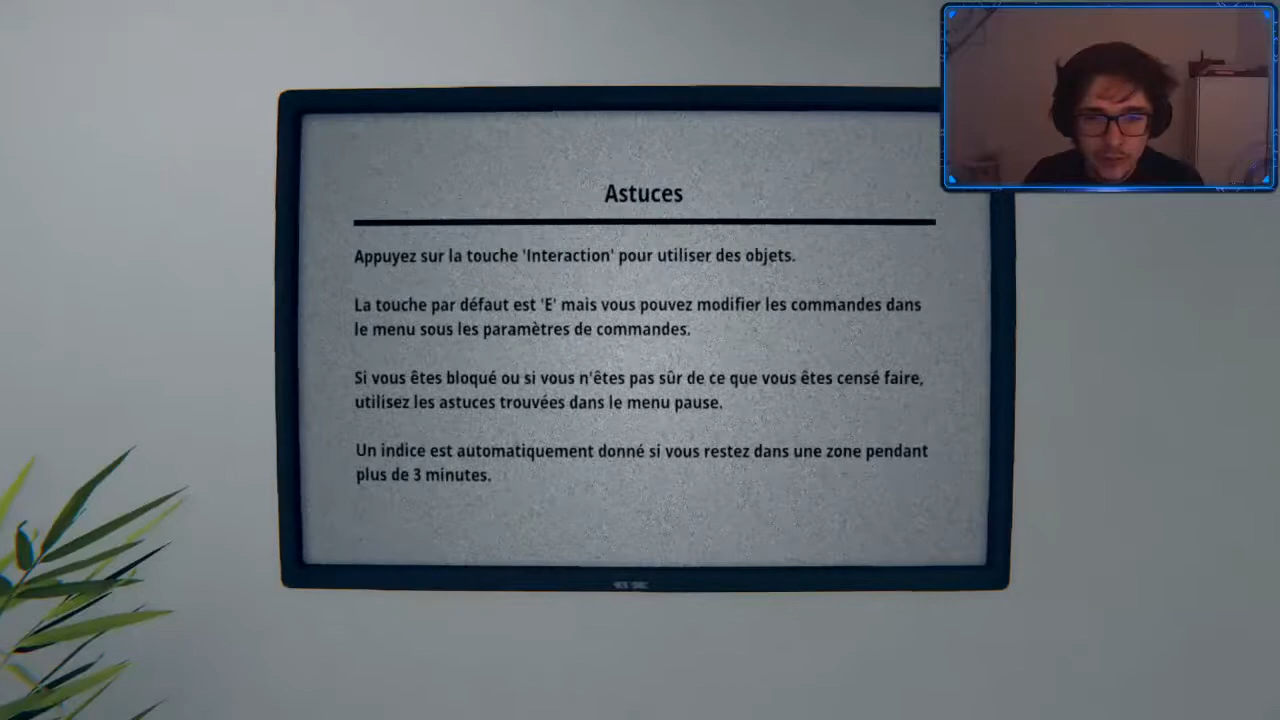 Astuces
Appuyez sur la touche 'Interaction' pour utiliser des objets.
La touche par défaut est 'E' mais vous pouvez modifier les commandes dans
le menu sous les paramètres de commandes.
Si vous êtes bloqué ou si vous n'êtes pas sûr de ce que vous êtes censé faire,
utilisez les astuces trouvées dans le menu pause.
Un indice est automatiquement donné si vous restez dans une zone pendant
plus de 3 minutes.